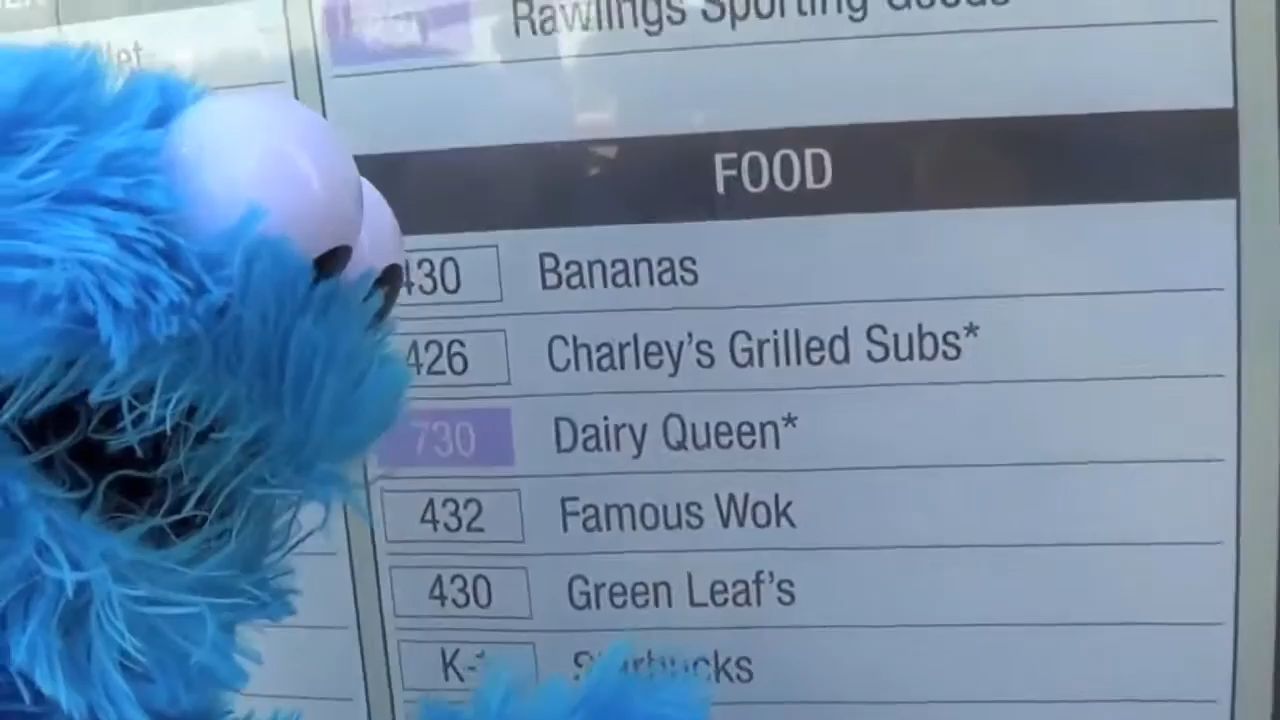 Rawlings Sporting Goods
FOOD
430 Bananas
426 Charley's Grilled Subs*
730 Dairy Queen*
432 Famous Wok
430 Green Leaf's
K- Starbucks